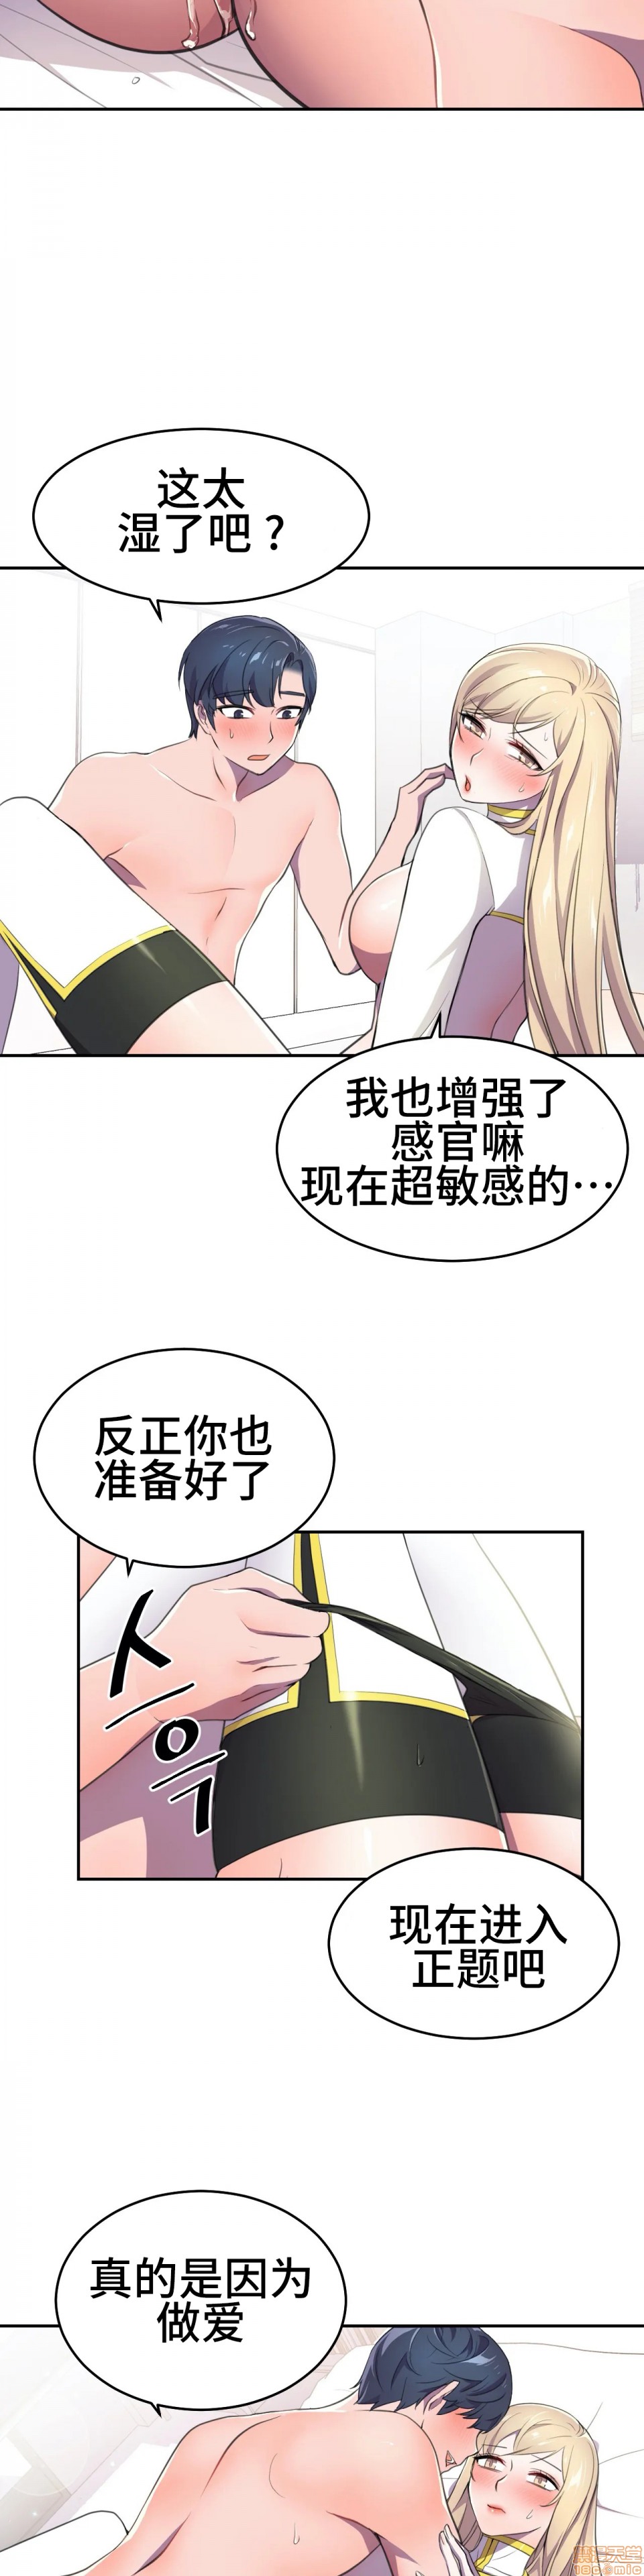 这太
湿了吧？
我也增强了
感官嘛
现在超敏感的…
反正你也
准备好了
스윽
现在进入
正题吧
真的是因为
做爱